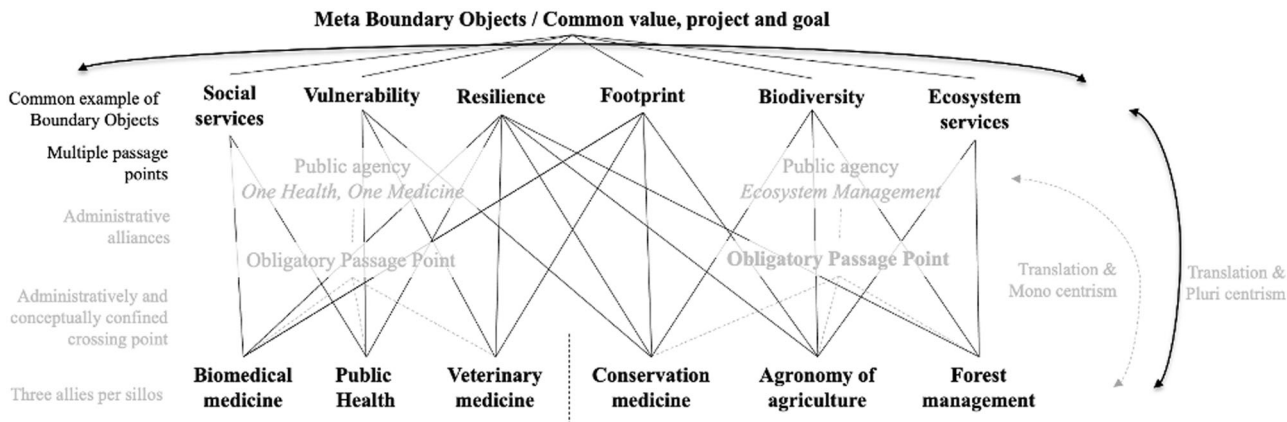 Meta Boundary Objects / Common value, project and goal
Common example of
Boundary Objects
Social
services
Vulnerability
Resilience
Footprint
Biodiversity
Ecosystem
services
Multiple passage
points
Public agency
One Health, One Medicine
Public agency
Ecosystem Management
Administrative
alliances
Obligatory Passage Point
Obligatory Passage Point
Translation &
Mono centrism
Translation &
Pluri centrism
Administratively and
conceptually confined
crossing point
Three allies per sillos
Biomedical
medicine
Public
Health
Veterinary
medicine
Conservation
medicine
Agronomy of
agriculture
Forest
management